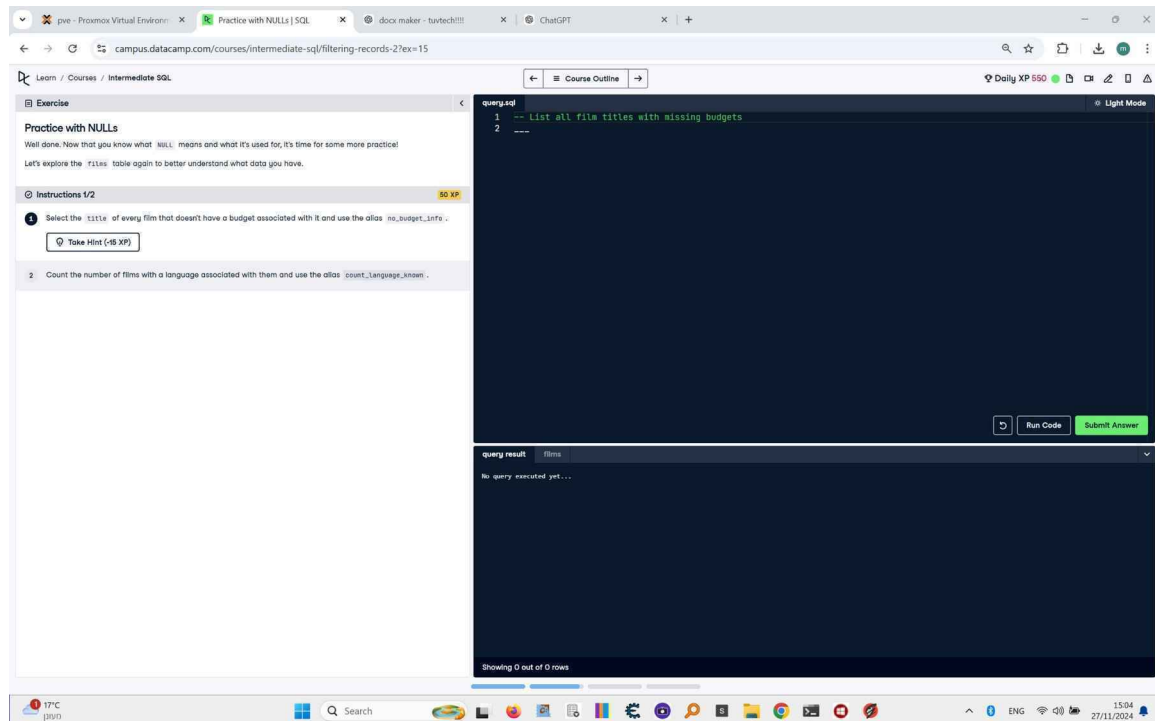 pve - Proxmox Virtual Environm
Practice with NULLs | SQL
docx maker - tuvtech!!!!
ChatGPT
campus.datacamp.com/courses/intermediate-sql/filtering-records-2?ex=15
Learn / Courses / Intermediate SQL
Course Outline
Daily XP 550
Exercise
Practice with NULLs
Well done. Now that you know what NULL means and what it's used for, it's time for some more practice!
Let's explore the films table again to better understand what data you have.
Instructions 1/2
50 XP
1 Select the title of every film that doesn't have a budget associated with it and use the alias no_budget_info .
Take Hint (-15 XP)
2 Count the number of films with a language associated with them and use the alias count_language_known .
query.sql
Light Mode
1 -- List all film titles with missing budgets
2 ___
Run Code
Submit Answer
query result
films
No query executed yet...
Showing 0 out of 0 rows
1
17°C
Search
ENG
15:04
27/11/2024